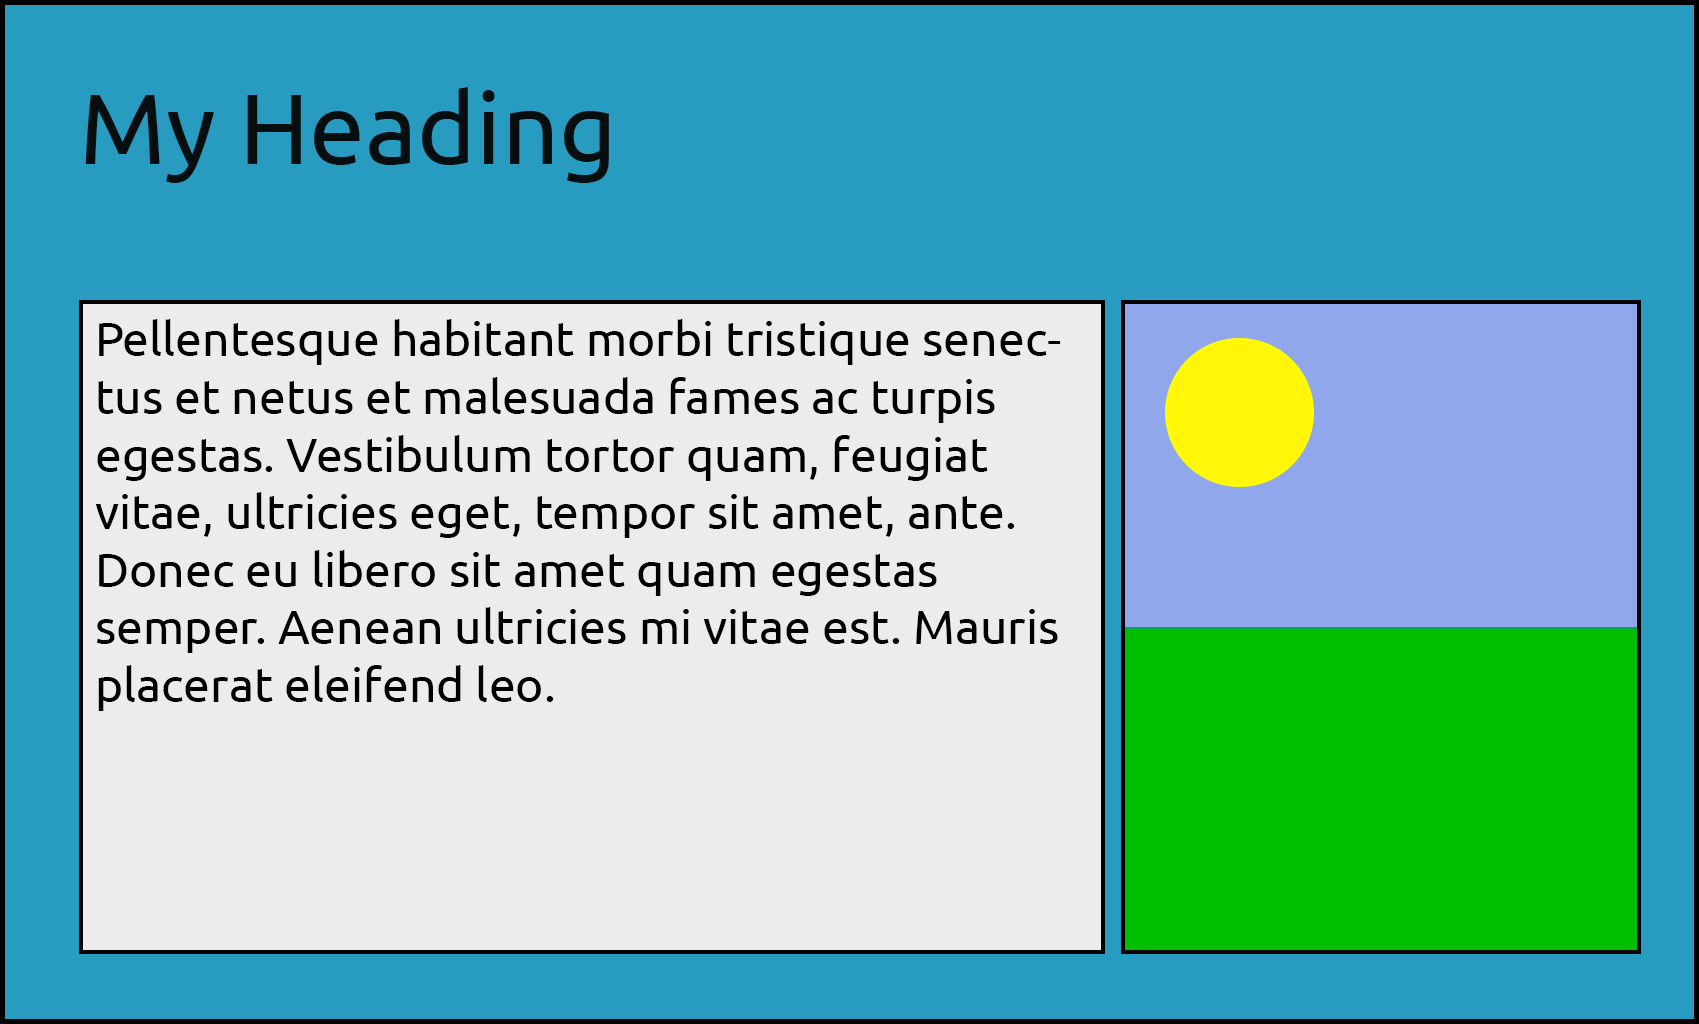 My Heading
Pellentesque habitant morbi tristique senec-
tus et netus et malesuada fames ac turpis
egestas. Vestibulum tortor quam, feugiat
vitae, ultricies eget, tempor sit amet, ante.
Donec eu libero sit amet quam egestas
semper. Aenean ultricies mi vitae est. Mauris
placerat eleifend leo.